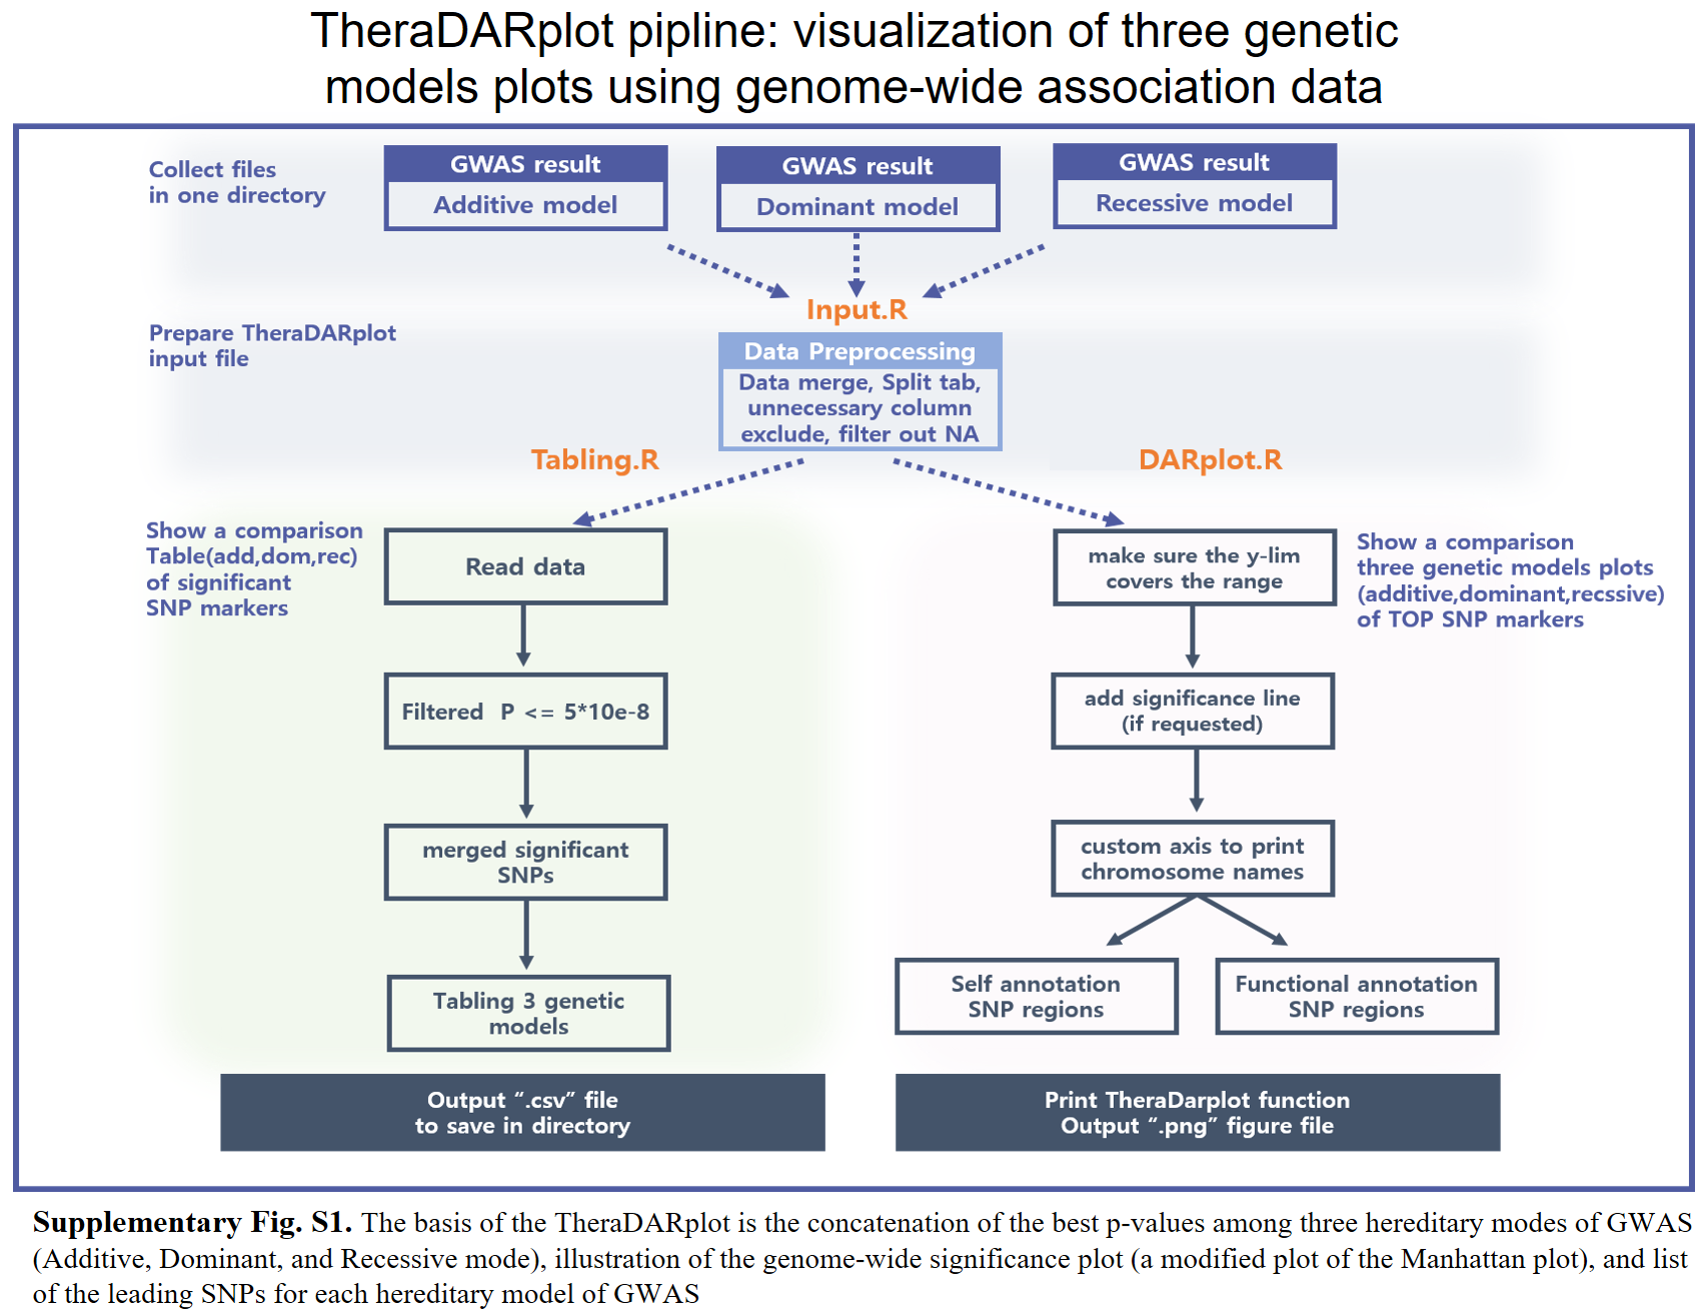 TheraDARplot pipline: visualization of three genetic
models plots using genome-wide association data
Collect files
in one directory
GWAS result
Additive model
GWAS result
Dominant model
GWAS result
Recessive model
Input.R
Prepare TheraDARplot
input file
Data Preprocessing
Data merge, Split tab,
unnecessary column
exclude, filter out NA
Tabling.R
DARplot.R
Show a comparison
Table(add,dom,rec)
of significant
SNP markers
Read data
Filtered P <= 5*10e-8
merged significant
SNPs
Tabling 3 genetic
models
Output “.csv” file
to save in directory
make sure the y-lim
covers the range
Show a comparison
three genetic models plots
(additive,dominant,recssive)
of TOP SNP markers
add significance line
(if requested)
custom axis to print
chromosome names
Self annotation
SNP regions
Functional annotation
SNP regions
Print TheraDarplot function
Output “.png” figure file
Supplementary Fig. S1. The basis of the TheraDARplot is the concatenation of the best p-values among three hereditary modes of GWAS
(Additive, Dominant, and Recessive mode), illustration of the genome-wide significance plot (a modified plot of the Manhattan plot), and list
of the leading SNPs for each hereditary model of GWAS